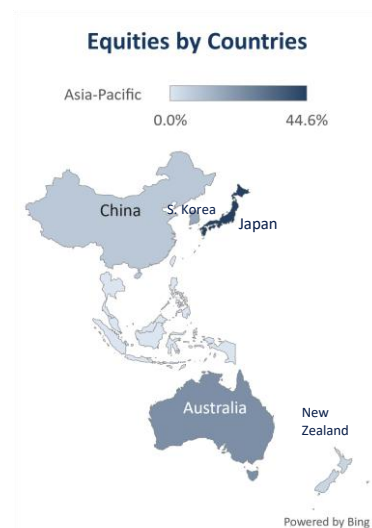 Equities by Countries
Asia-Pacific
0.0%
44.6%
China
S. Korea
Japan
Australia
New
Zealand
Powered by Bing